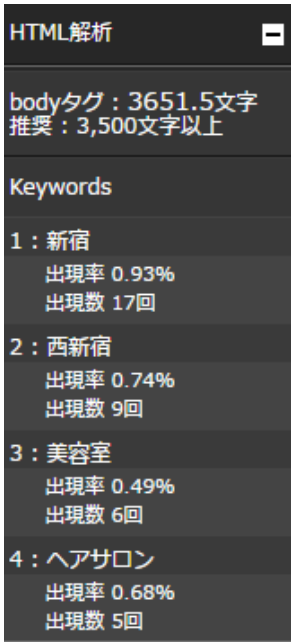 HTML解析
bodyタグ：3651.5文字
推奨：3,500文字以上
Keywords
1：新宿
出現率 0.93%
出現数 17回
2：西新宿
出現率 0.74%
出現数 9回
3：美容室
出現率 0.49%
出現数 6回
4：ヘアサロン
出現率 0.68%
出現数 5回